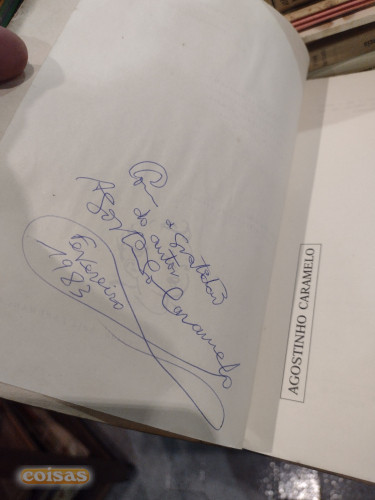 Com a Gratidão
do autor
Agostinho Caramelo
Fevereiro
1983
AGOSTINHO CARAMELO
coisas